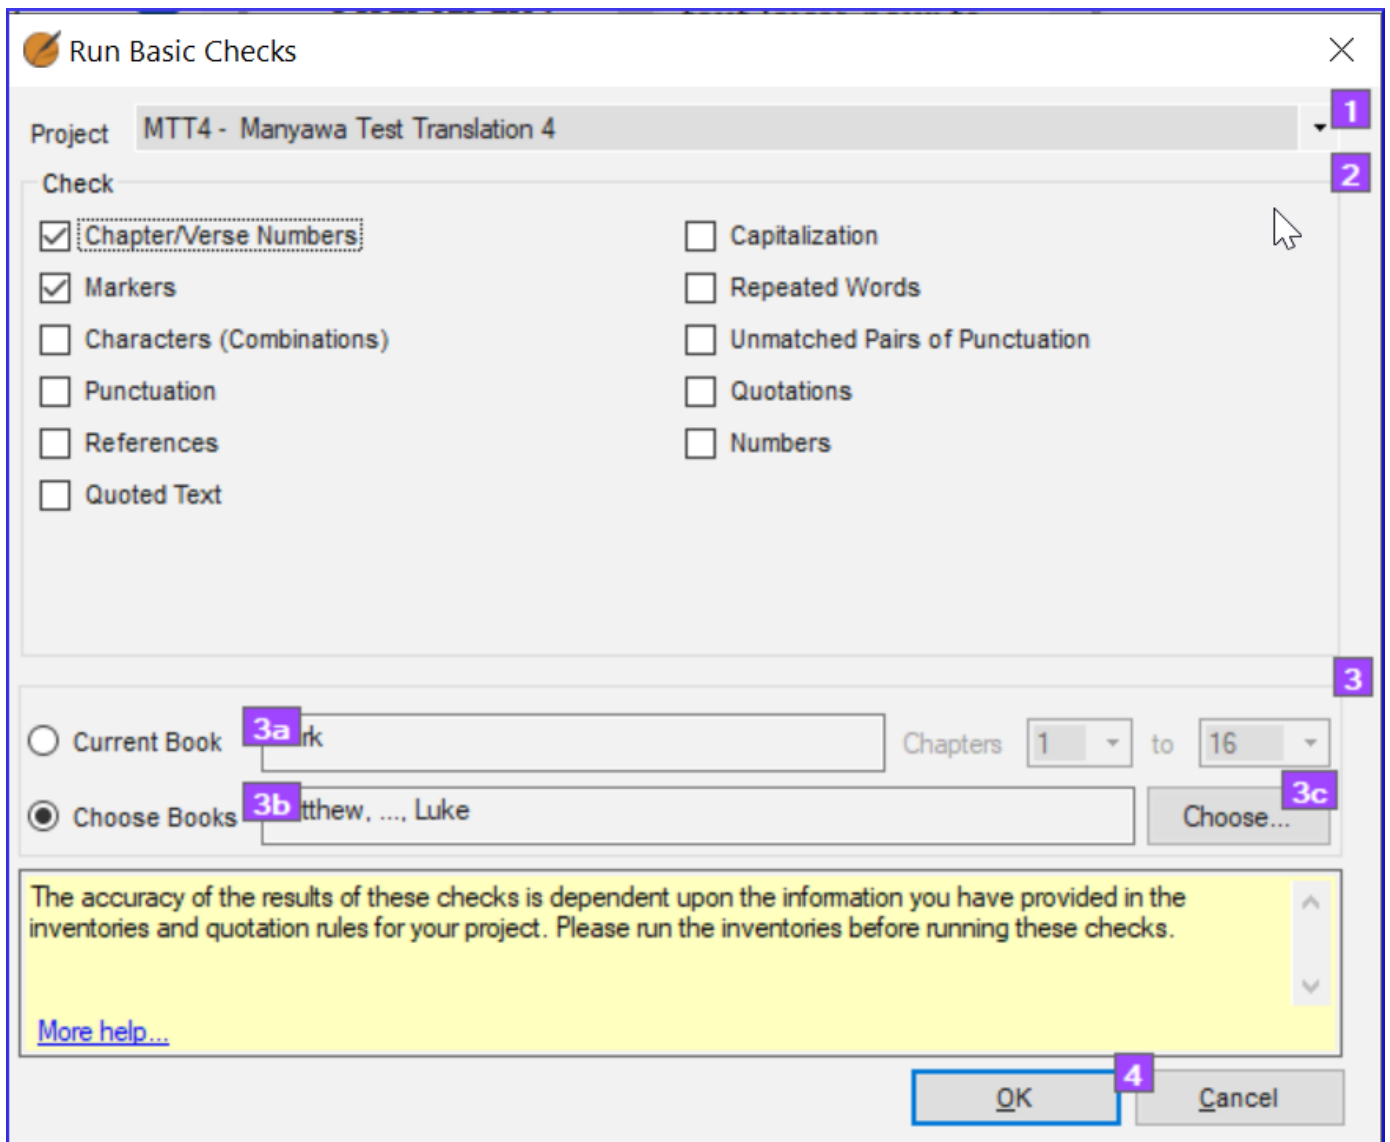 Run Basic Checks
1
Project MTT4 - Manyawa Test Translation 4
2
Check
Chapter/Verse Numbers Capitalization
Markers Repeated Words
Characters (Combinations) Unmatched Pairs of Punctuation
Punctuation Quotations
References Numbers
Quoted Text
3
Current Book 3a rk Chapters 1 to 16
Choose Books 3b tthew, ..., Luke 3c Choose...
The accuracy of the results of these checks is dependent upon the information you have provided in the
inventories and quotation rules for your project. Please run the inventories before running these checks.
More help...
4
OK Cancel